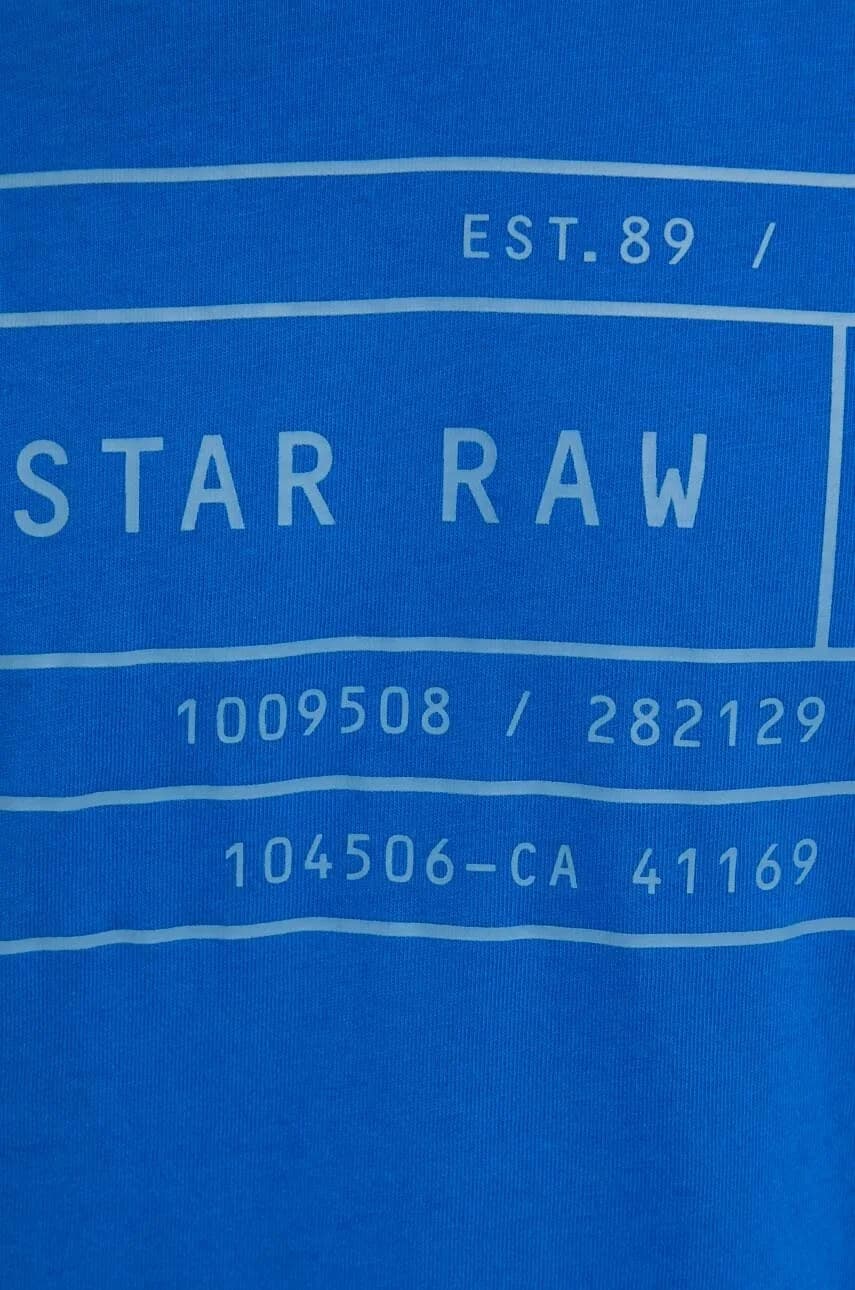 EST.89 /
STAR RAW
1009508 / 282129
104506-CA 41169